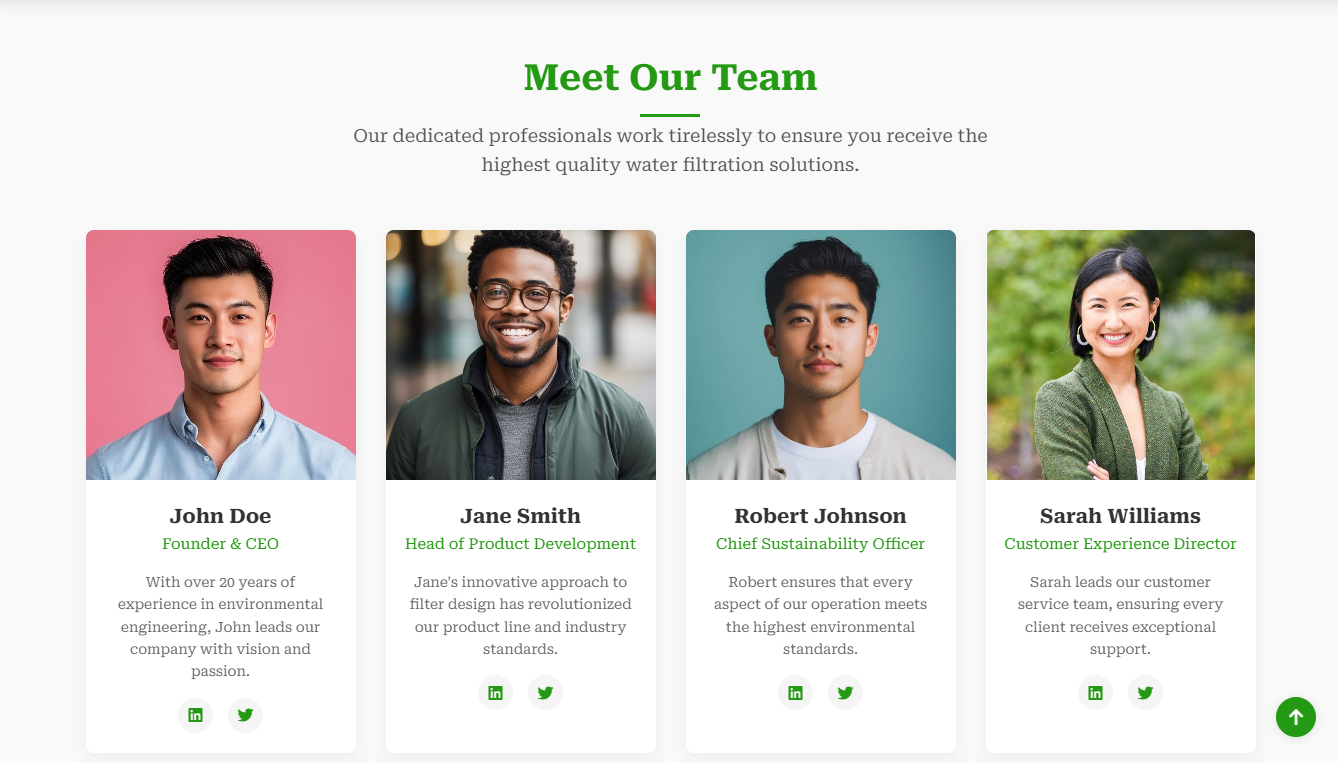 Meet Our Team
Our dedicated professionals work tirelessly to ensure you receive the
highest quality water filtration solutions.
John Doe
Founder & CEO
With over 20 years of
experience in environmental
engineering, John leads our
company with vision and
passion.
Jane Smith
Head of Product Development
Jane's innovative approach to
filter design has revolutionized
our product line and industry
standards.
Robert Johnson
Chief Sustainability Officer
Robert ensures that every
aspect of our operation meets
the highest environmental
standards.
Sarah Williams
Customer Experience Director
Sarah leads our customer
service team, ensuring every
client receives exceptional
support.